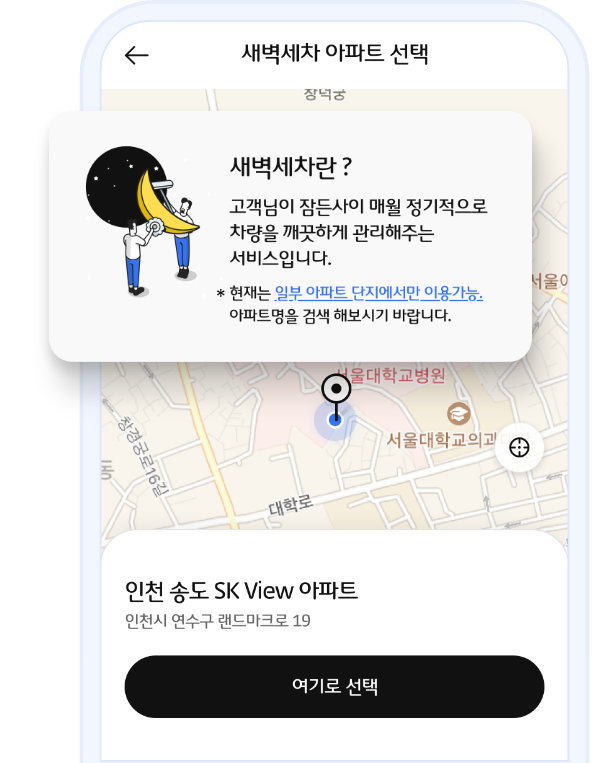 새벽세차 아파트 선택
창덕궁
새벽세차란 ?
고객님이 잠든사이 매월 정기적으로
차량을 깨끗하게 관리해주는
서비스입니다.
* 현재는 일부 아파트 단지에서만 이용가능.
아파트명을 검색 해보시기 바랍니다.
서울대학교병원
서울대학교의과
창경궁로16길
대학로
인천 송도 SK View 아파트
인천시 연수구 랜드마크로 19
여기로 선택